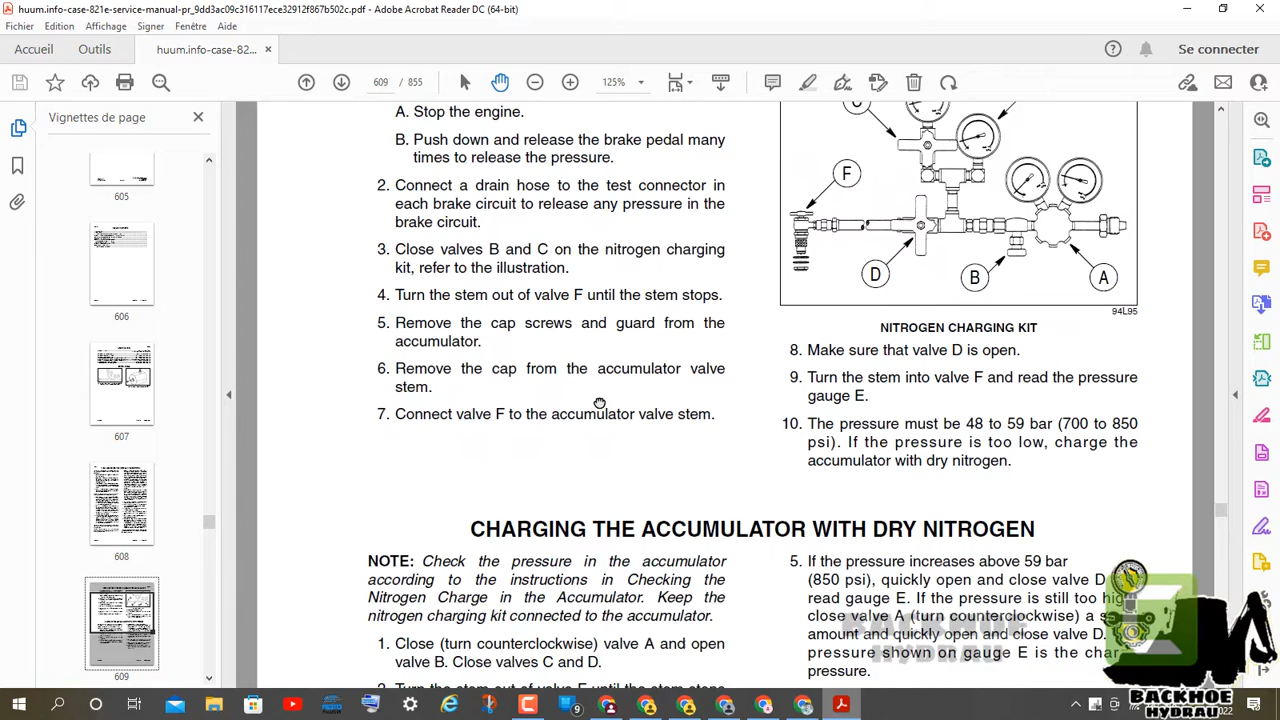 huum.info-case-821e-service-manual-pr_9dd3ac09c316117ece32912f867b502c.pdf - Adobe Acrobat Reader DC (64-bit)
Fichier Edition Affichage Signer Fenêtre Aide
Accueil Outils huum.info-case-82... Se connecter
609 / 855 125%
Vignettes de page
605
606
607
608
609
A. Stop the engine.
B. Push down and release the brake pedal many
times to release the pressure.
2. Connect a drain hose to the test connector in
each brake circuit to release any pressure in the
brake circuit.
3. Close valves B and C on the nitrogen charging
kit, refer to the illustration.
4. Turn the stem out of valve F until the stem stops.
5. Remove the cap screws and guard from the
accumulator.
6. Remove the cap from the accumulator valve
stem.
7. Connect valve F to the accumulator valve stem.
F
D
B
A
94L95
NITROGEN CHARGING KIT
8. Make sure that valve D is open.
9. Turn the stem into valve F and read the pressure
gauge E.
10. The pressure must be 48 to 59 bar (700 to 850
psi). If the pressure is too low, charge the
accumulator with dry nitrogen.
CHARGING THE ACCUMULATOR WITH DRY NITROGEN
NOTE: Check the pressure in the accumulator
according to the instructions in Checking the
Nitrogen Charge in the Accumulator. Keep the
nitrogen charging kit connected to the accumulator.
1. Close (turn counterclockwise) valve A and open
valve B. Close valves C and D.
5. If the pressure increases above 59 bar
(850 psi), quickly open and close valve D
read gauge E. If the pressure is still too
close valve A (turn counterclockwise) a
amount and quickly open and close valve D.
pressure shown on gauge E is the
pressure.
BACKHOE
HYDRAU
BACKHOE
HYDRAU